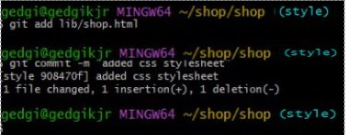 gedgi@gedgikjr MINGW64 ~/shop/shop (style)
git add lib/shop.html
gedgi@gedgikjr MINGW64 ~/shop/shop (style)
git commit -m "added css stylesheet
[style 908470f] added css stylesheet
1 file changed, 1 insertion(+), 1 deletion(-)
gedgi@gedgikjr MINGW64 ~/shop/shop (style)